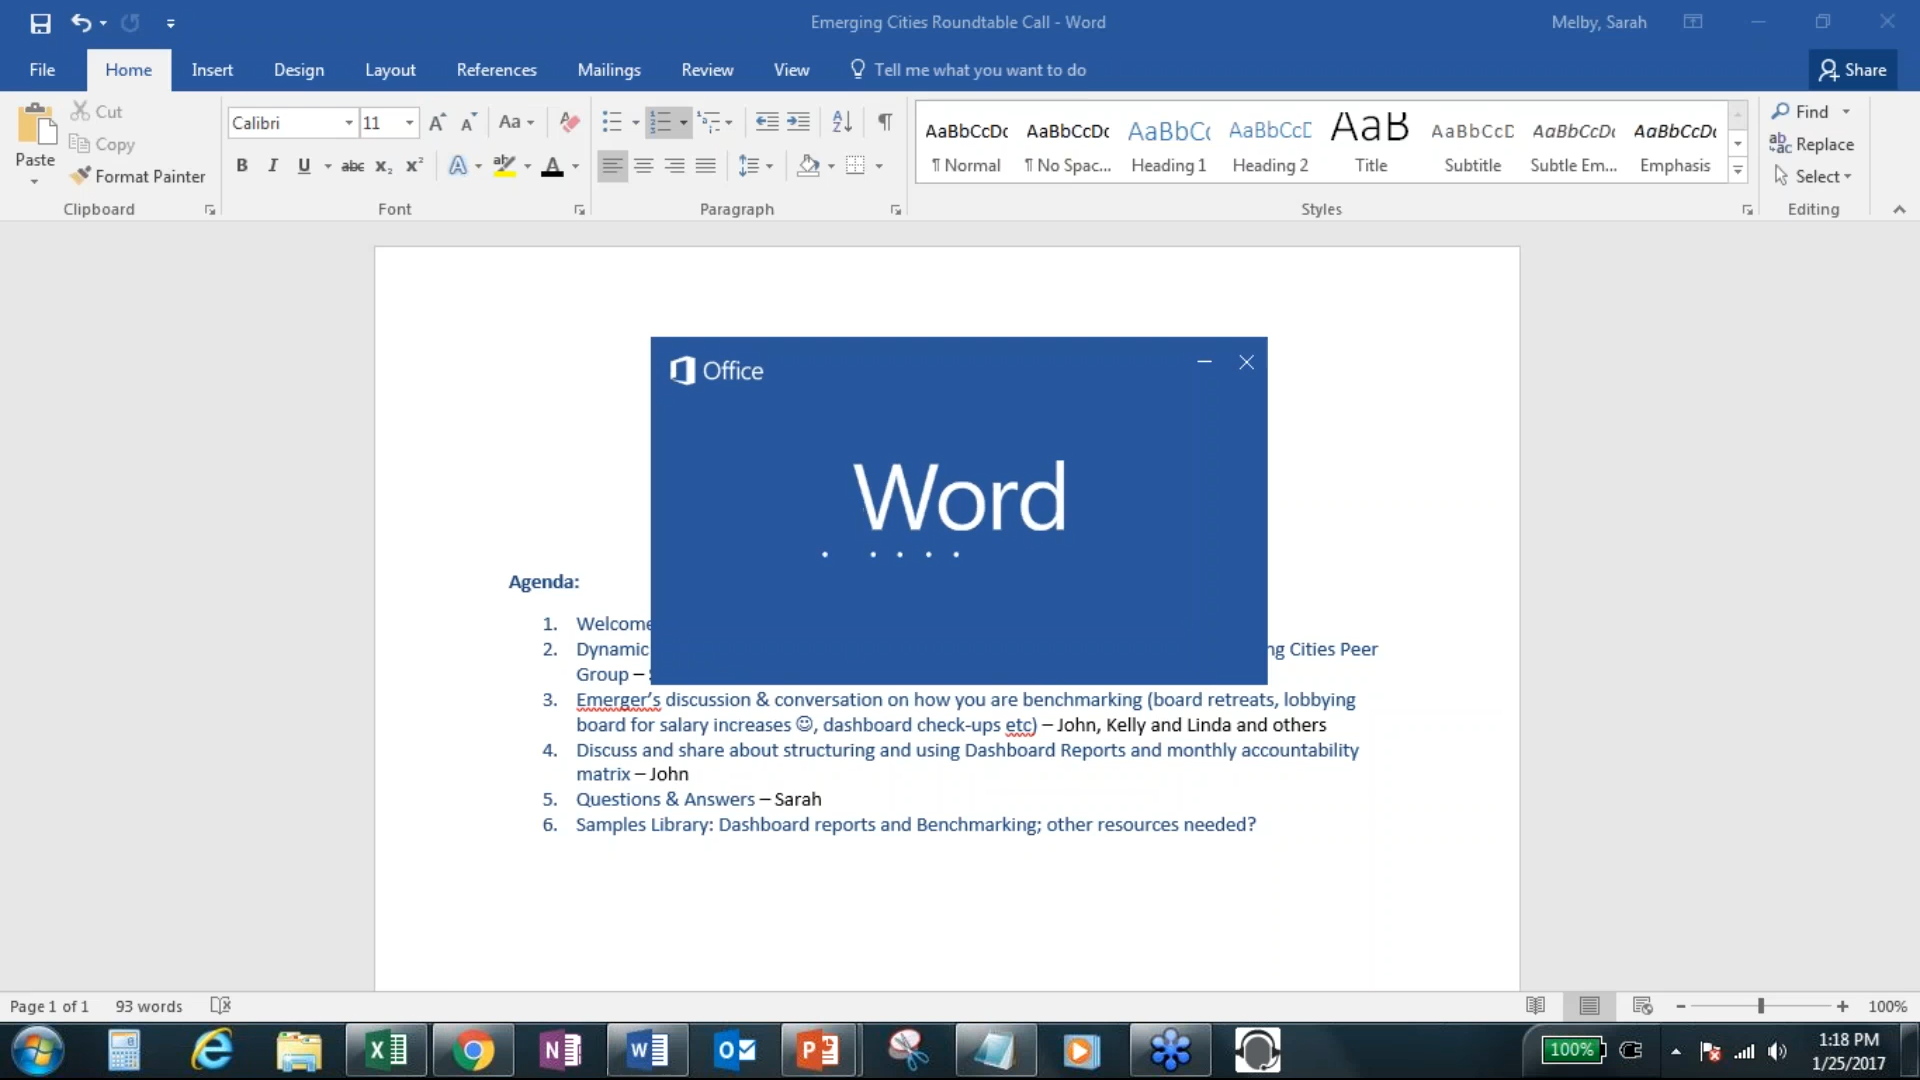 Emerging Cities Roundtable Call - Word
Melby, Sarah
File Home Insert Design Layout References Mailings Review View Tell me what you want to do Share
Paste
Cut
Copy
Format Painter
Clipboard
Calibri 11
Aa
B I U abc x₂ x² A A
Font
Paragraph
AaBbCcDc AaBbCcDc AaBbCc AaBbCcD AaB AaBbCcD AaBbCcDc AaBbCcDc
¶ Normal ¶ No Spac... Heading 1 Heading 2 Title Subtitle Subtle Em... Emphasis
Styles
Find
Replace
Select
Editing
Office
Word
Agenda:
1. Welcome
2. Dynamic ng Cities Peer
Group –
3. Emerger’s discussion & conversation on how you are benchmarking (board retreats, lobbying
board for salary increases ☺, dashboard check-ups etc) – John, Kelly and Linda and others
4. Discuss and share about structuring and using Dashboard Reports and monthly accountability
matrix – John
5. Questions & Answers – Sarah
6. Samples Library: Dashboard reports and Benchmarking; other resources needed?
Page 1 of 1 93 words
100%
100%
1:18 PM
1/25/2017